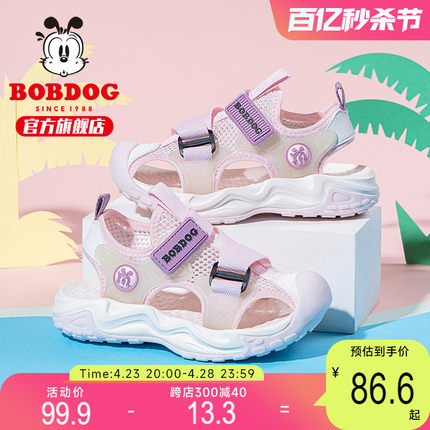 百亿秒杀节
BOBDOG
SINCE 1988
官方旗舰店
BOBDOG
BOBDOG
Time:4.23 20:00-4.28 23:59
活动价
99.9
-
跨店300减40
13.3
=
预估到手价
¥
86.6
起